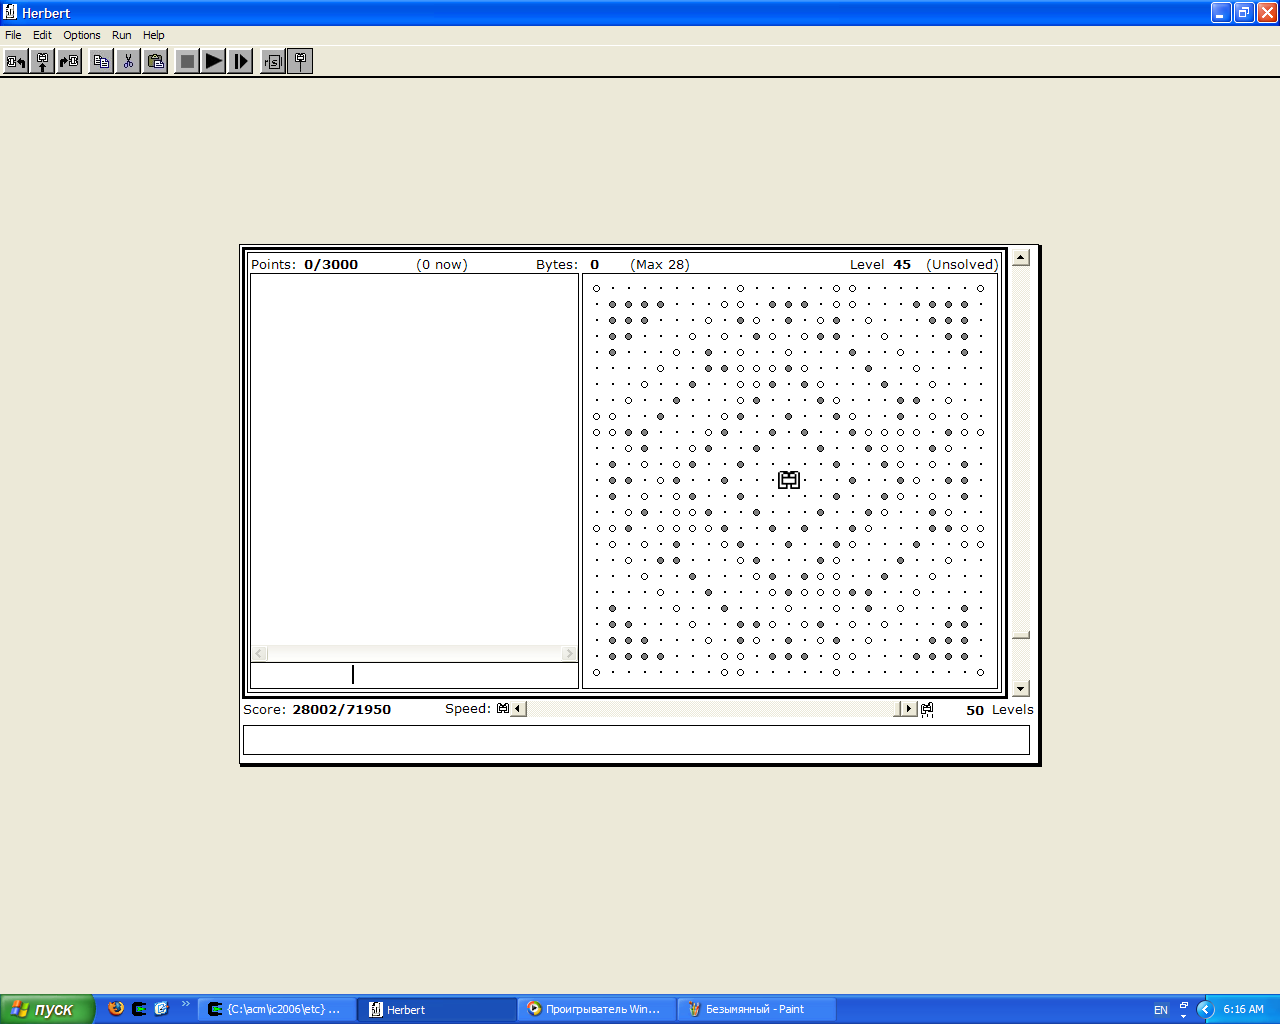 Herbert
File Edit Options Run Help
Points: 0/3000 (0 now) Bytes: 0 (Max 28) Level 45 (Unsolved)
Score: 28002/71950 Speed: 50 Levels
пуск {C:\acm\ic2006\etc} ... Herbert Проигрыватель Win... Безымянный - Paint EN 6:16 AM